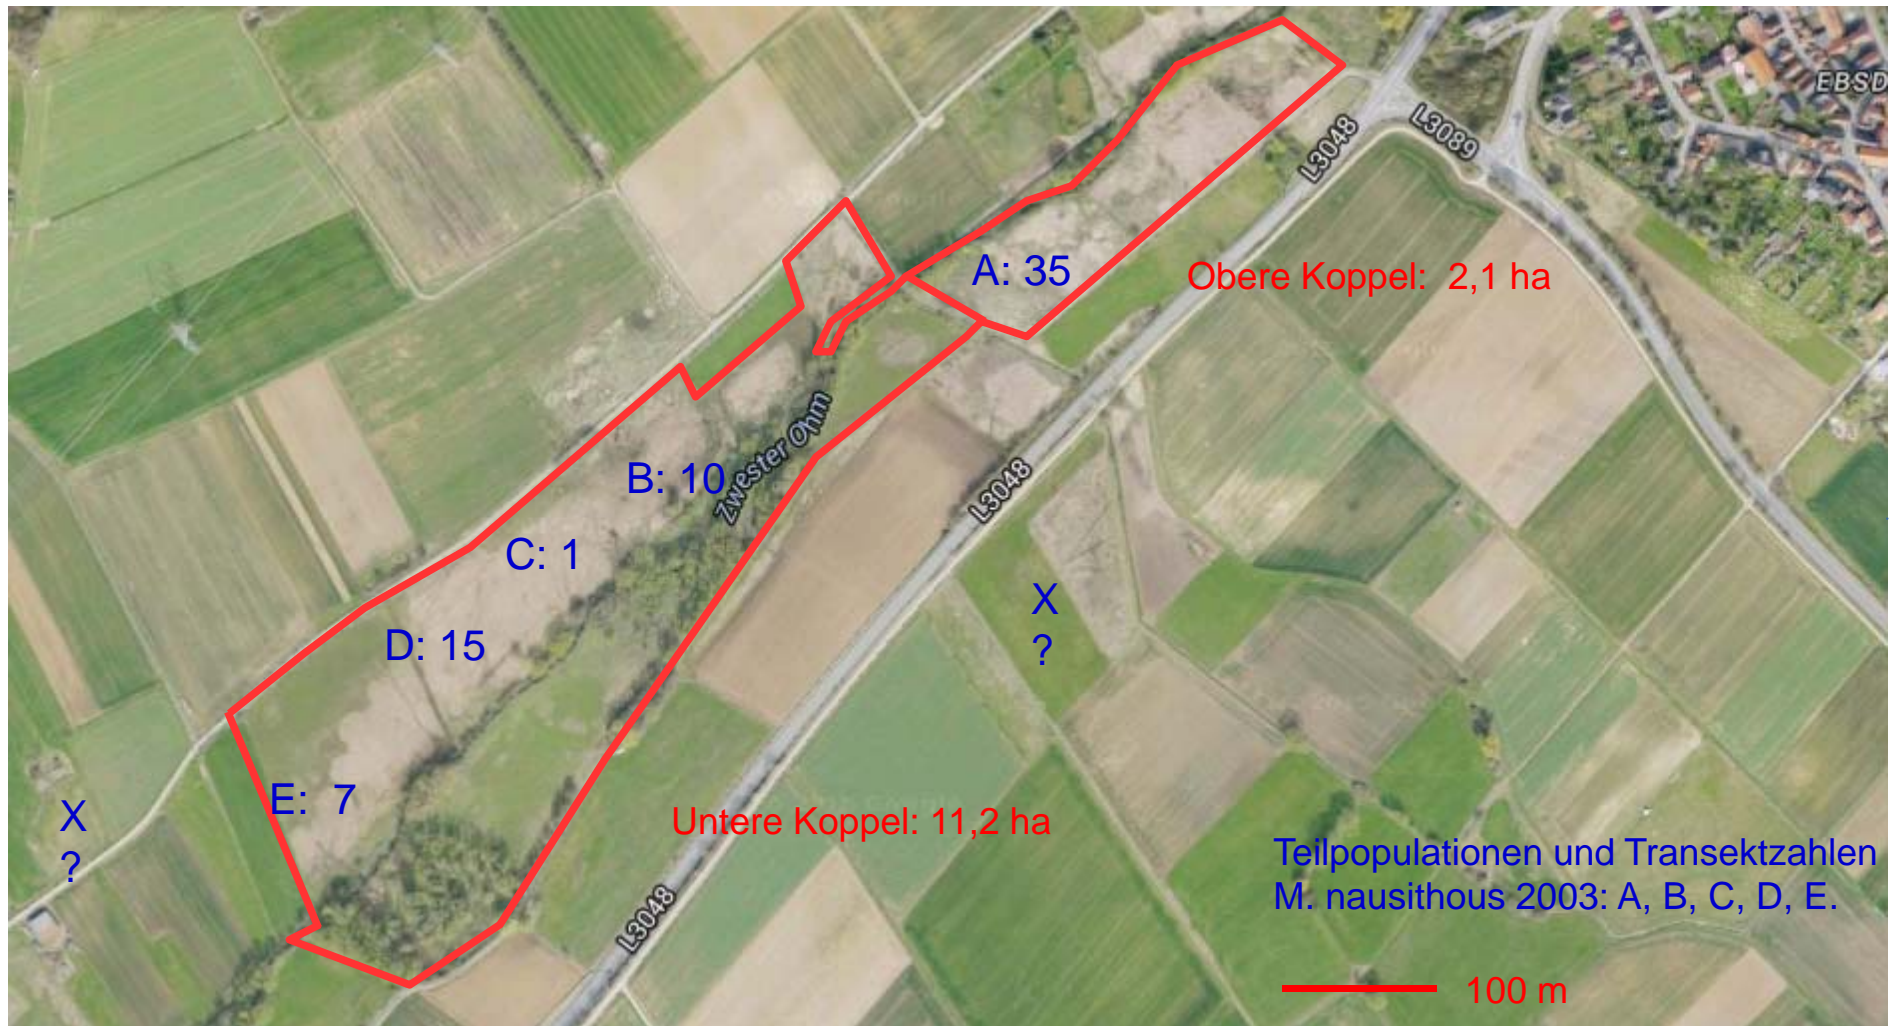 EBSD
L3089
L3048
A: 35
Obere Koppel: 2,1 ha
Zwester Ohm
B: 10
L3048
C: 1
X
?
D: 15
E: 7
X
?
Untere Koppel: 11,2 ha
Teilpopulationen und Transektzahlen
M. nausithous 2003: A, B, C, D, E.
L3048
100 m